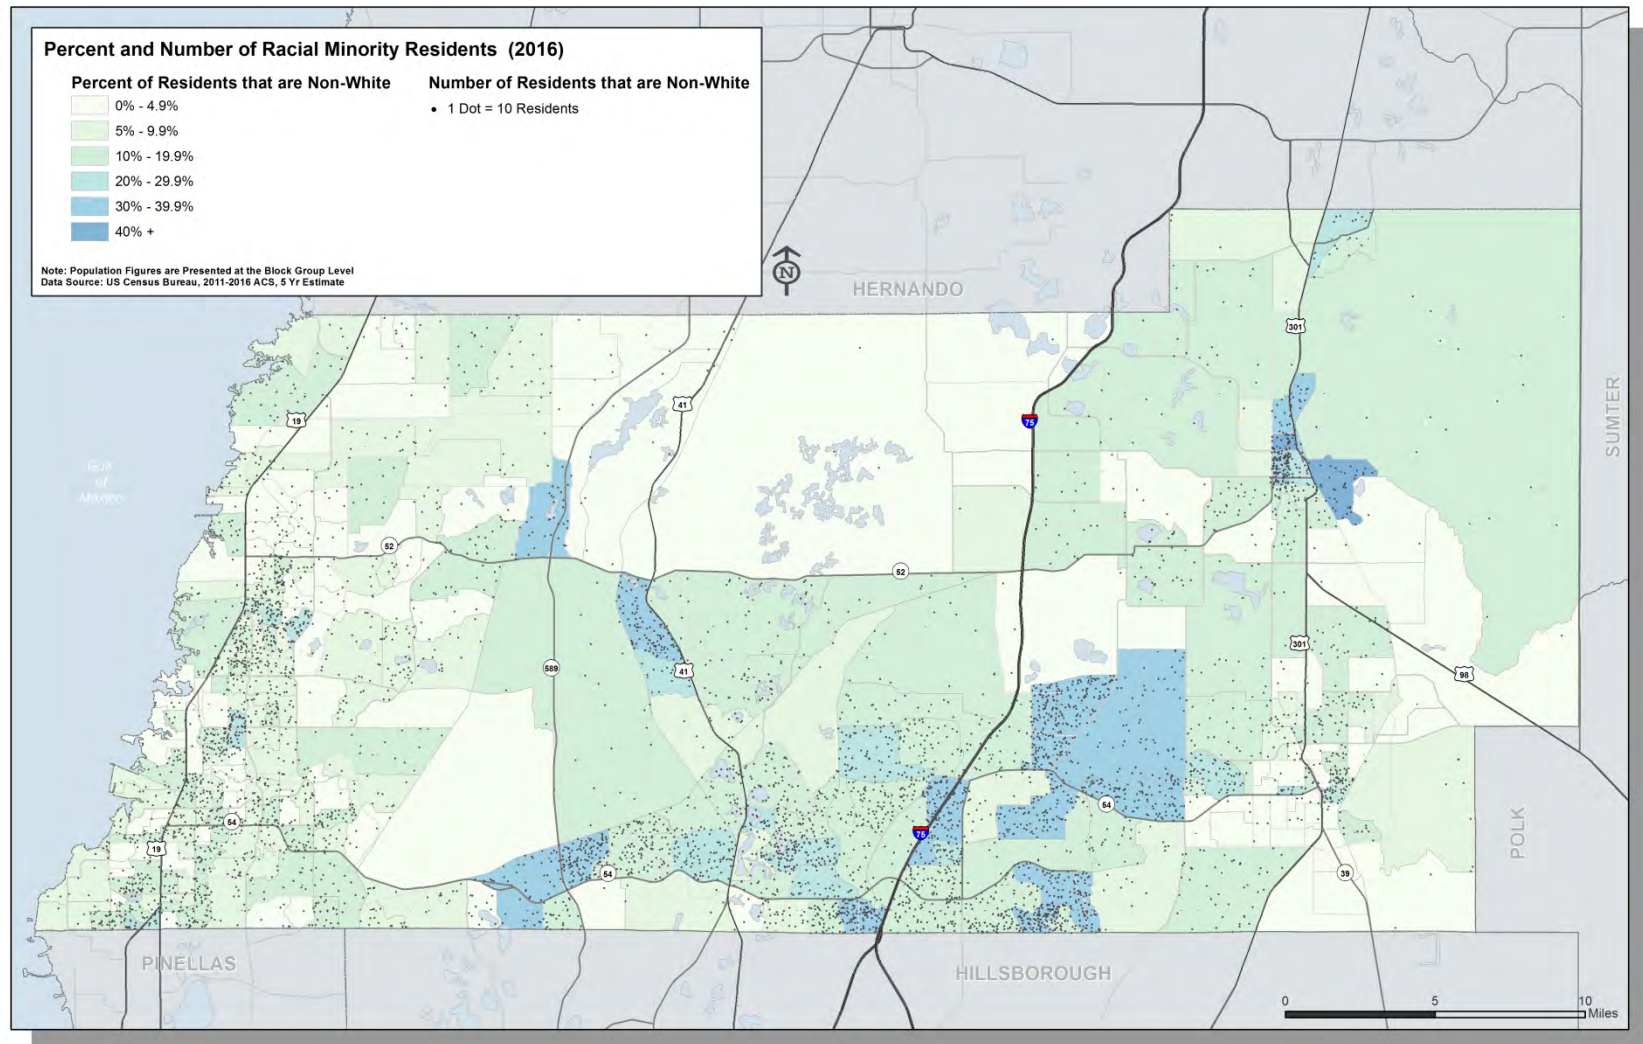 Percent and Number of Racial Minority Residents (2016)
Percent of Residents that are Non-White
0% - 4.9%
5% - 9.9%
10% - 19.9%
20% - 29.9%
30% - 39.9%
40% +
Number of Residents that are Non-White
1 Dot = 10 Residents
Note: Population Figures are Presented at the Block Group Level
Data Source: US Census Bureau, 2011-2016 ACS, 5 Yr Estimate
N
HERNANDO
301
SUMTER
41
19
75
Gulf
of
Mexico
52
52
301
589
41
98
54
54
75
POLK
19
54
39
PINELLAS
HILLSBOROUGH
0 5 10
Miles